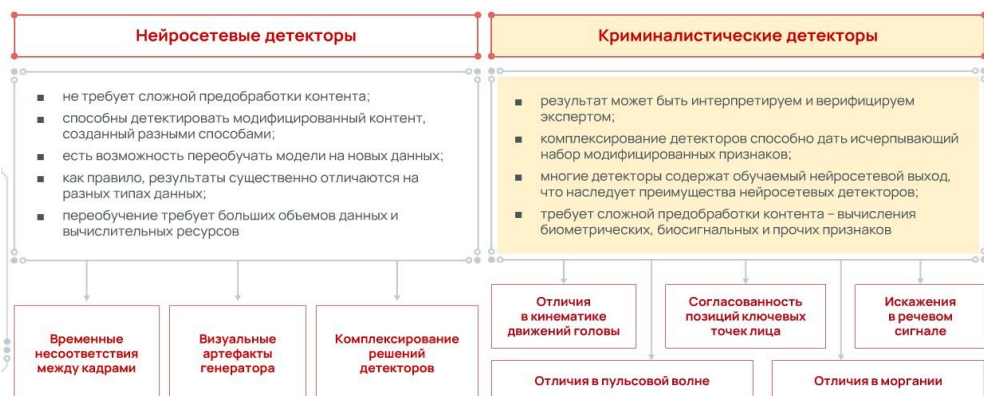 Нейросетевые детекторы
не требует сложной предобработки контента;
способны детектировать модифицированный контент,
созданный разными способами;
есть возможность переобучать модели на новых данных;
как правило, результаты существенно отличаются на
разных типах данных;
переобучение требует больших объемов данных и
вычислительных ресурсов
Временные
несоответствия
между кадрами
Визуальные
артефакты
генератора
Комплексирование
решений
детекторов
Криминалистические детекторы
результат может быть интерпретируем и верифицируем
экспертом;
комплексирование детекторов способно дать исчерпывающий
набор модифицированных признаков;
многие детекторы содержат обучаемый нейросетевой выход,
что наследует преимущества нейросетевых детекторов;
требует сложной предобработки контента – вычисления
биометрических, биосигнальных и прочих признаков
Отличия
в кинематике
движений головы
Согласованность
позиций ключевых
точек лица
Искажения
в речевом
сигнале
Отличия в пульсовой волне
Отличия в моргании